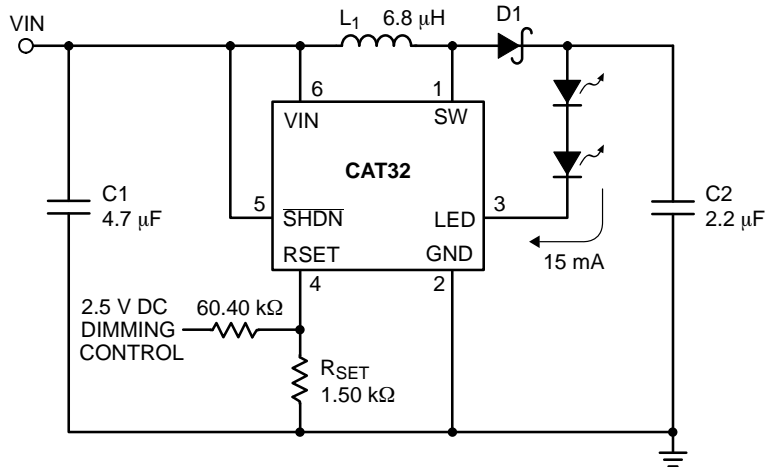 VIN
L1 6.8 μH
D1
6
1
VIN
SW
CAT32
C1
4.7 μF
5
SHDN
LED
3
C2
2.2 μF
RSET
GND
15 mA
4
2
2.5 V DC
DIMMING
CONTROL
60.40 kΩ
RSET
1.50 kΩ